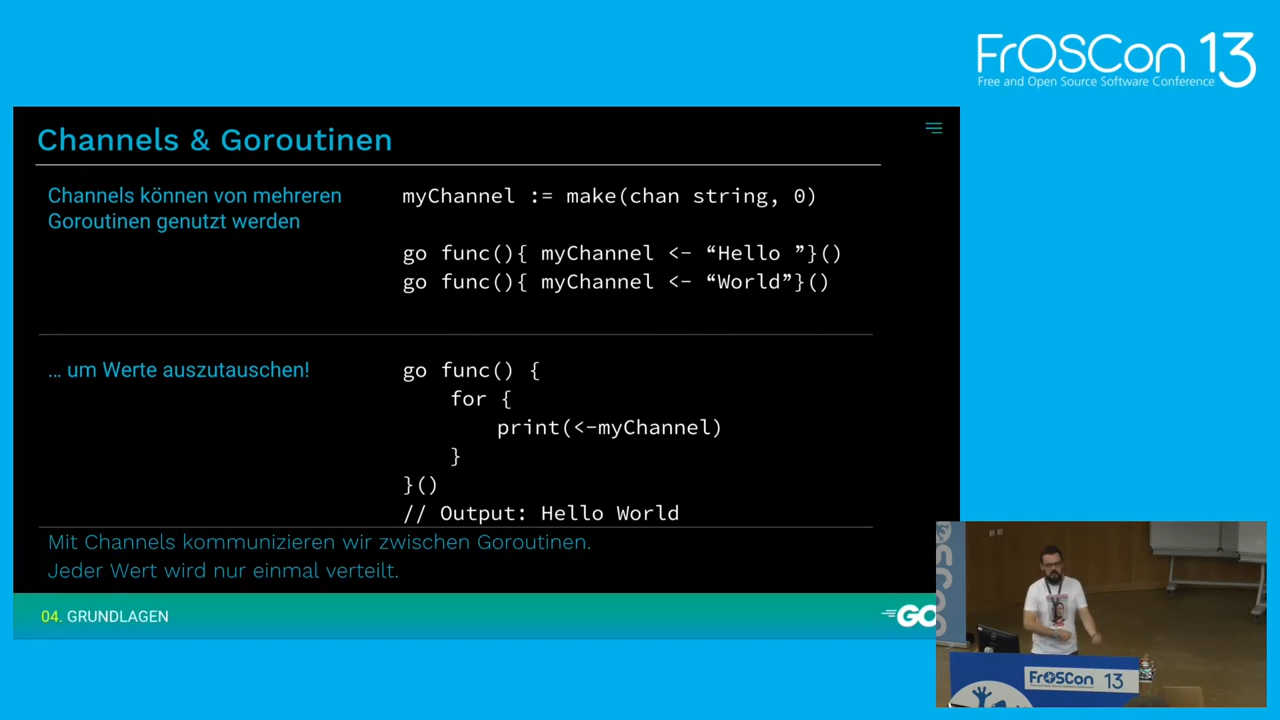 FrOSCon 13
Free and Open Source Software Conference
Channels & Goroutinen
Channels können von mehreren
Goroutinen genutzt werden
myChannel := make(chan string, 0)
go func(){ myChannel <- “Hello ”}()
go func(){ myChannel <- “World”}()
… um Werte auszutauschen!
go func() {
for {
print(<-myChannel)
}
}()
// Output: Hello World
Mit Channels kommunizieren wir zwischen Goroutinen.
Jeder Wert wird nur einmal verteilt.
04. GRUNDLAGEN
GO
FrOSCon 13